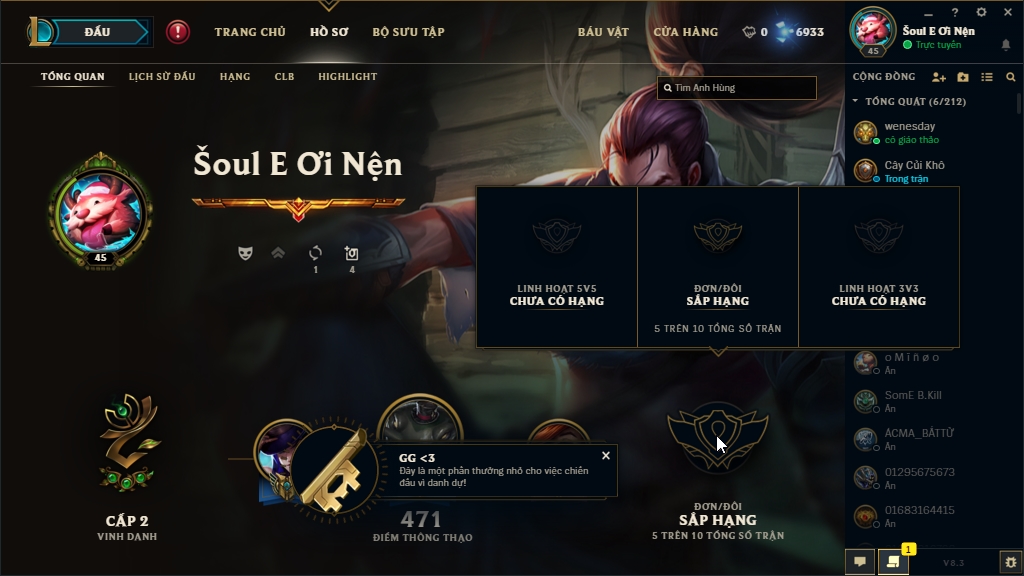 ĐẤU
TRANG CHỦ
HỒ SƠ
BỘ SƯU TẬP
BÁU VẬT
CỬA HÀNG
0
6933
45
Šoul E Ơi Nện
Trực tuyến
TỔNG QUAN
LỊCH SỬ ĐẤU
HẠNG
CLB
HIGHLIGHT
Tìm Anh Hùng
CỘNG ĐỒNG
TỔNG QUÁT (6/212)
wenesday
cô giáo thảo
Cây Củi Khô
Trong trận
Šoul E Ơi Nện
45
1
4
LINH HOẠT 5V5
CHƯA CÓ HẠNG
ĐƠN/ĐÔI
SẮP HẠNG
5 TRÊN 10 TỔNG SỐ TRẬN
LINH HOẠT 3V3
CHƯA CÓ HẠNG
o M i ñ ø o
Ẩn
SomE B.Kill
Ẩn
ÁCMA_BẤTTỬ
Ẩn
01295675673
Ẩn
01683164415
Ẩn
GG <3
Đây là một phần thưởng nhỏ cho việc chiến
đấu vì danh dự!
CẤP 2
VINH DANH
471
ĐIỂM THÔNG THẠO
ĐƠN/ĐÔI
SẮP HẠNG
5 TRÊN 10 TỔNG SỐ TRẬN
1
V8.3